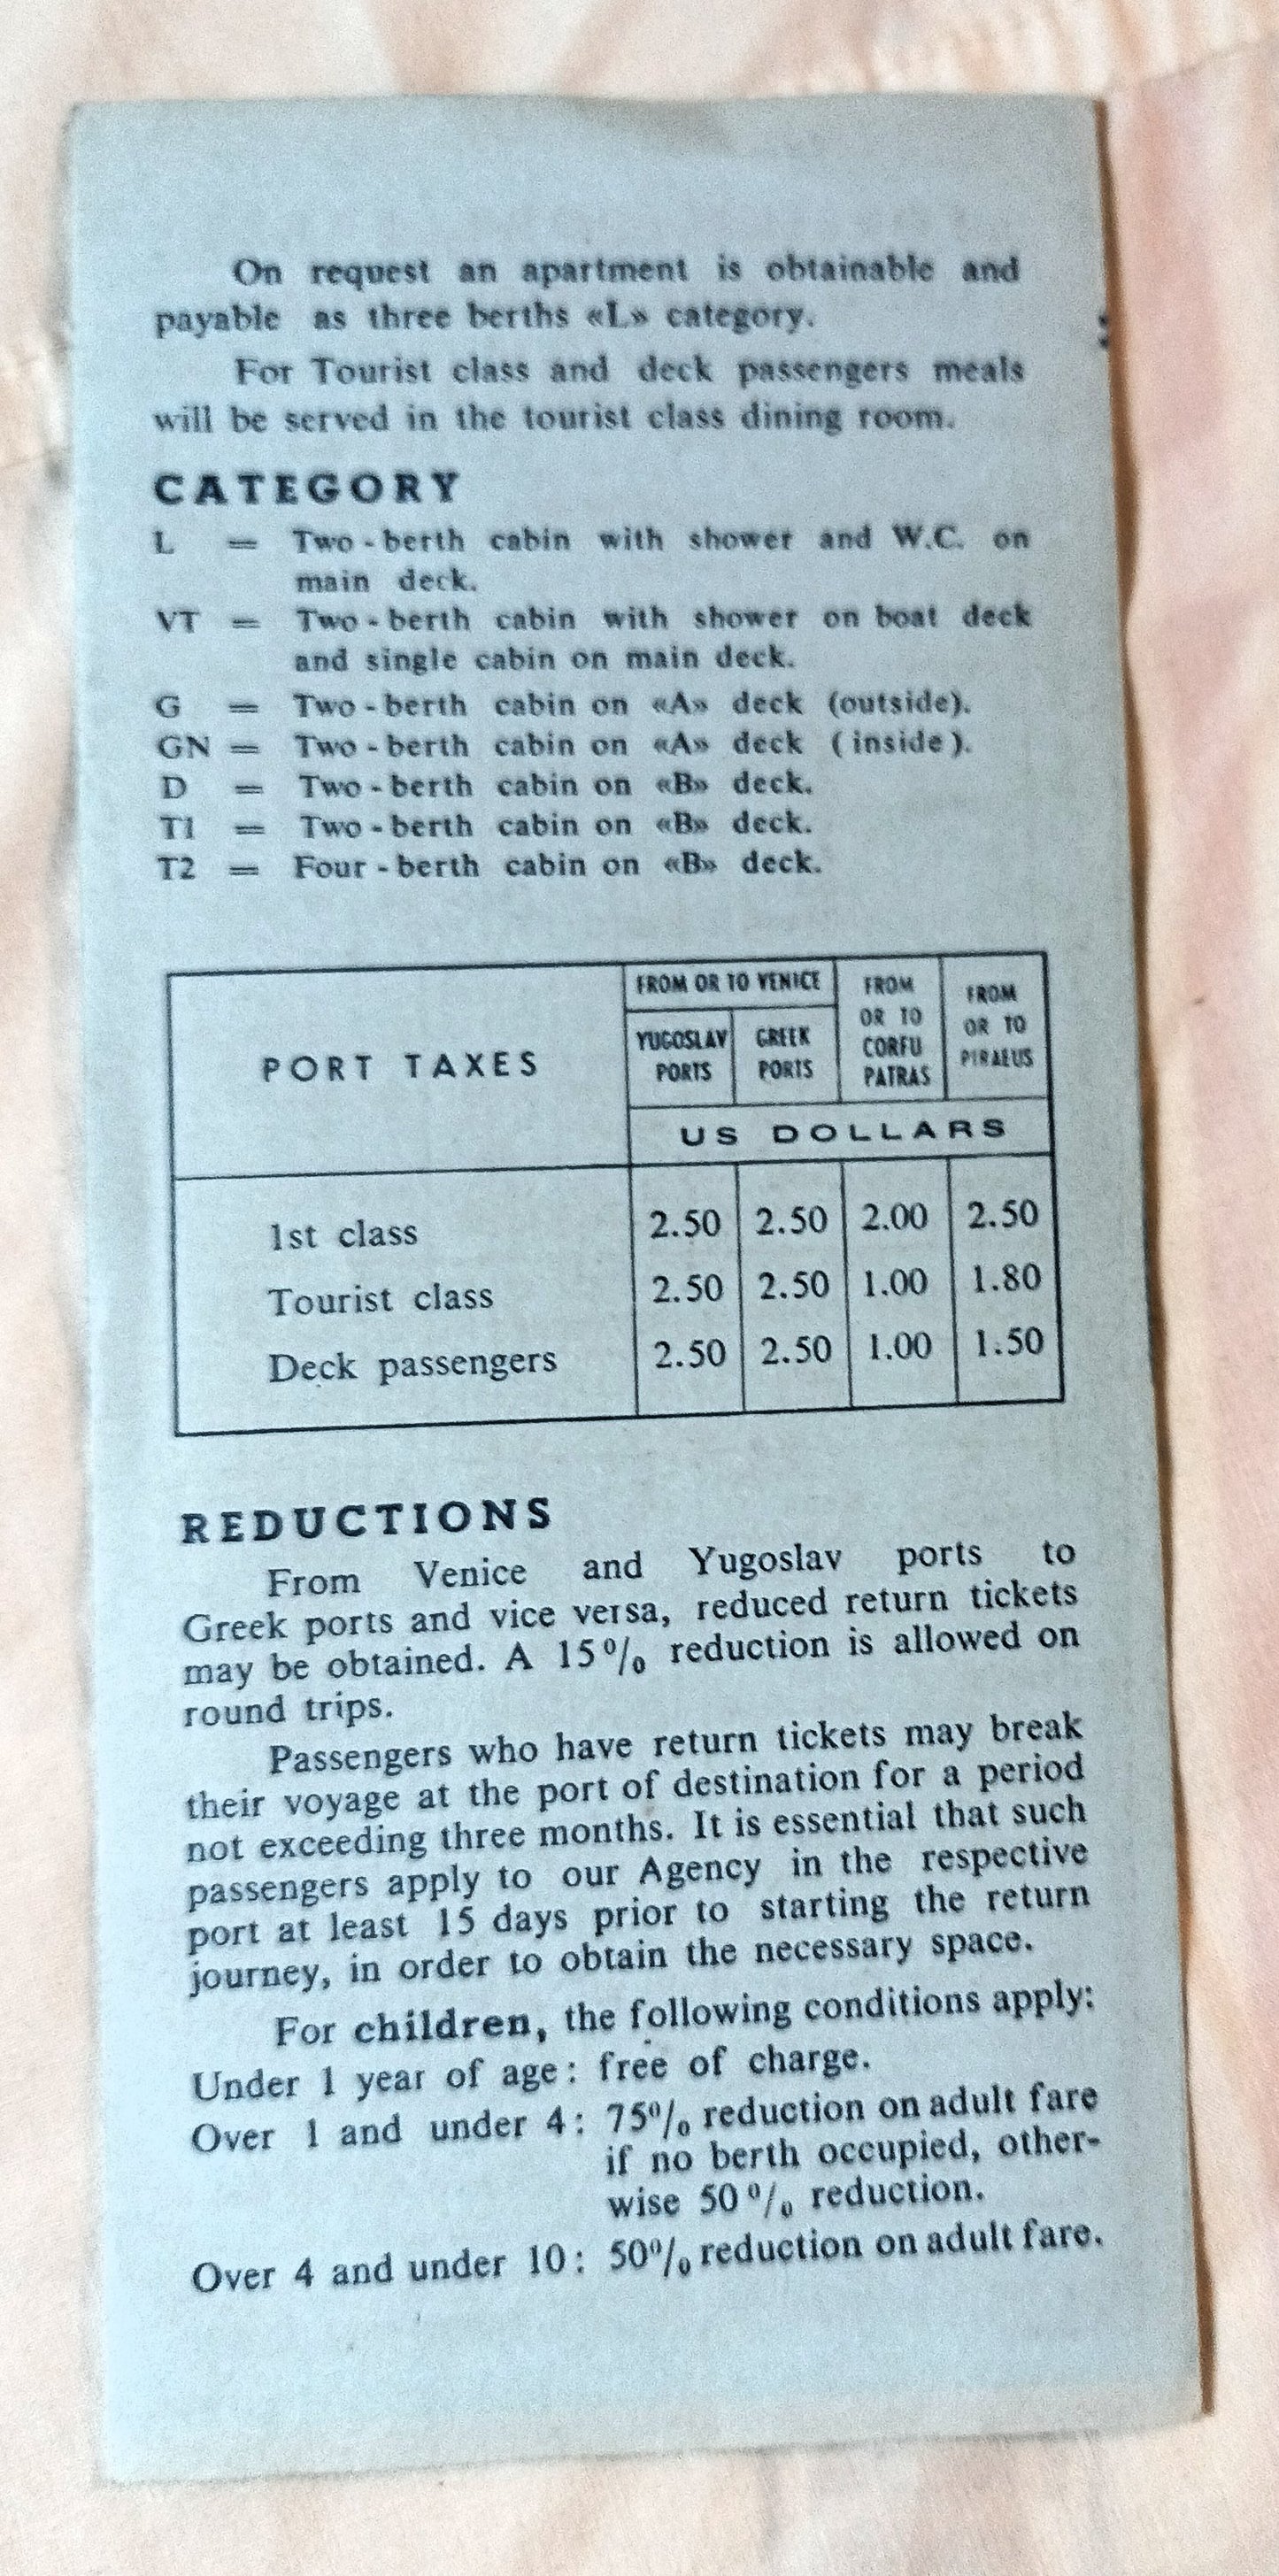 On request an apartment is obtainable and
payable as three berths «L» category.
For Tourist class and deck passengers meals
will be served in the tourist class dining room.
CATEGORY
L = Two-berth cabin with shower and W.C. on
main deck.
VT = Two-berth cabin with shower on boat deck
and single cabin on main deck.
G = Two-berth cabin on «A» deck (outside).
GN = Two-berth cabin on «A» deck (inside).
D = Two-berth cabin on «B» deck.
T1 = Two-berth cabin on «B» deck.
T2 = Four-berth cabin on «B» deck.
PORT TAXES
FROM OR TO VENICE
YUGOSLAV PORTS
GREEK PORTS
FROM OR TO CORFU PATRAS
FROM OR TO PIRAEUS
US DOLLARS
1st class 2.50 2.50 2.00 2.50
Tourist class 2.50 2.50 1.00 1.80
Deck passengers 2.50 2.50 1.00 1.50
REDUCTIONS
From Venice and Yugoslav ports to
Greek ports and vice versa, reduced return tickets
may be obtained. A 15% reduction is allowed on
round trips.
Passengers who have return tickets may break
their voyage at the port of destination for a period
not exceeding three months. It is essential that such
passengers apply to our Agency in the respective
port at least 15 days prior to starting the return
journey, in order to obtain the necessary space.
For children, the following conditions apply:
Under 1 year of age: free of charge.
Over 1 and under 4: 75% reduction on adult fare
if no berth occupied, other-
wise 50% reduction.
Over 4 and under 10: 50% reduction on adult fare.